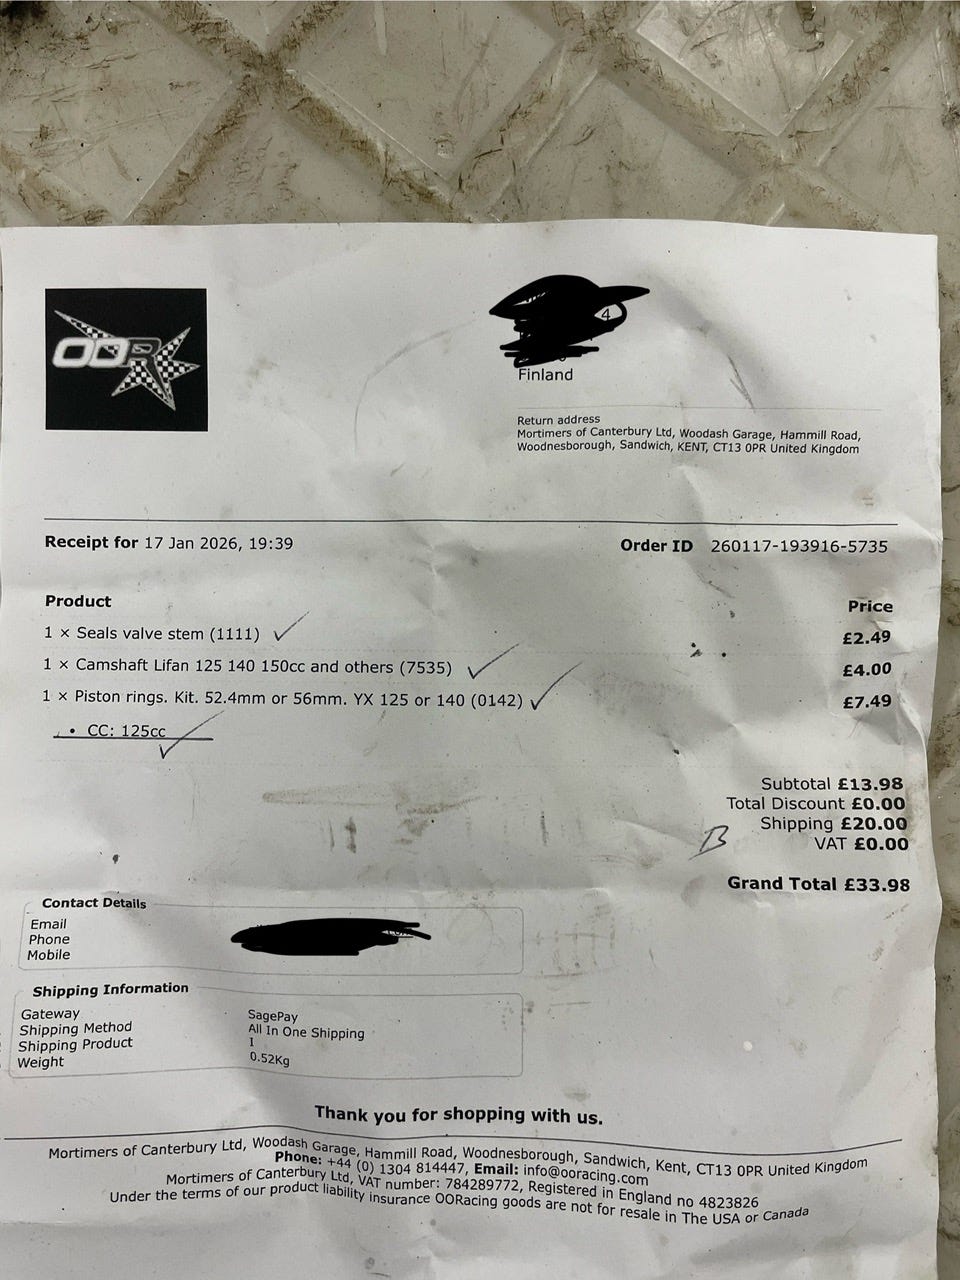 OOR
4
Finland
Return address
Mortimers of Canterbury Ltd, Woodash Garage, Hammill Road,
Woodnesborough, Sandwich, KENT, CT13 0PR United Kingdom
Receipt for 17 Jan 2026, 19:39
Order ID 260117-193916-5735
Product Price
1 × Seals valve stem (1111) £2.49
1 × Camshaft Lifan 125 140 150cc and others (7535) £4.00
1 × Piston rings. Kit. 52.4mm or 56mm. YX 125 or 140 (0142) £7.49
• CC: 125cc
Subtotal £13.98
Total Discount £0.00
Shipping £20.00
VAT £0.00
Grand Total £33.98
Contact Details
Email
Phone
Mobile
Shipping Information
Gateway SagePay
Shipping Method All In One Shipping
Shipping Product 1
Weight 0.52Kg
Thank you for shopping with us.
Mortimers of Canterbury Ltd, Woodash Garage, Hammill Road, Woodnesborough, Sandwich, Kent, CT13 0PR United Kingdom
Phone: +44 (0) 1304 814447, Email: info@ooracing.com
Mortimers of Canterbury Ltd, VAT number: 784289772, Registered in England no 4823826
Under the terms of our product liability insurance OORacing goods are not for resale in The USA or Canada